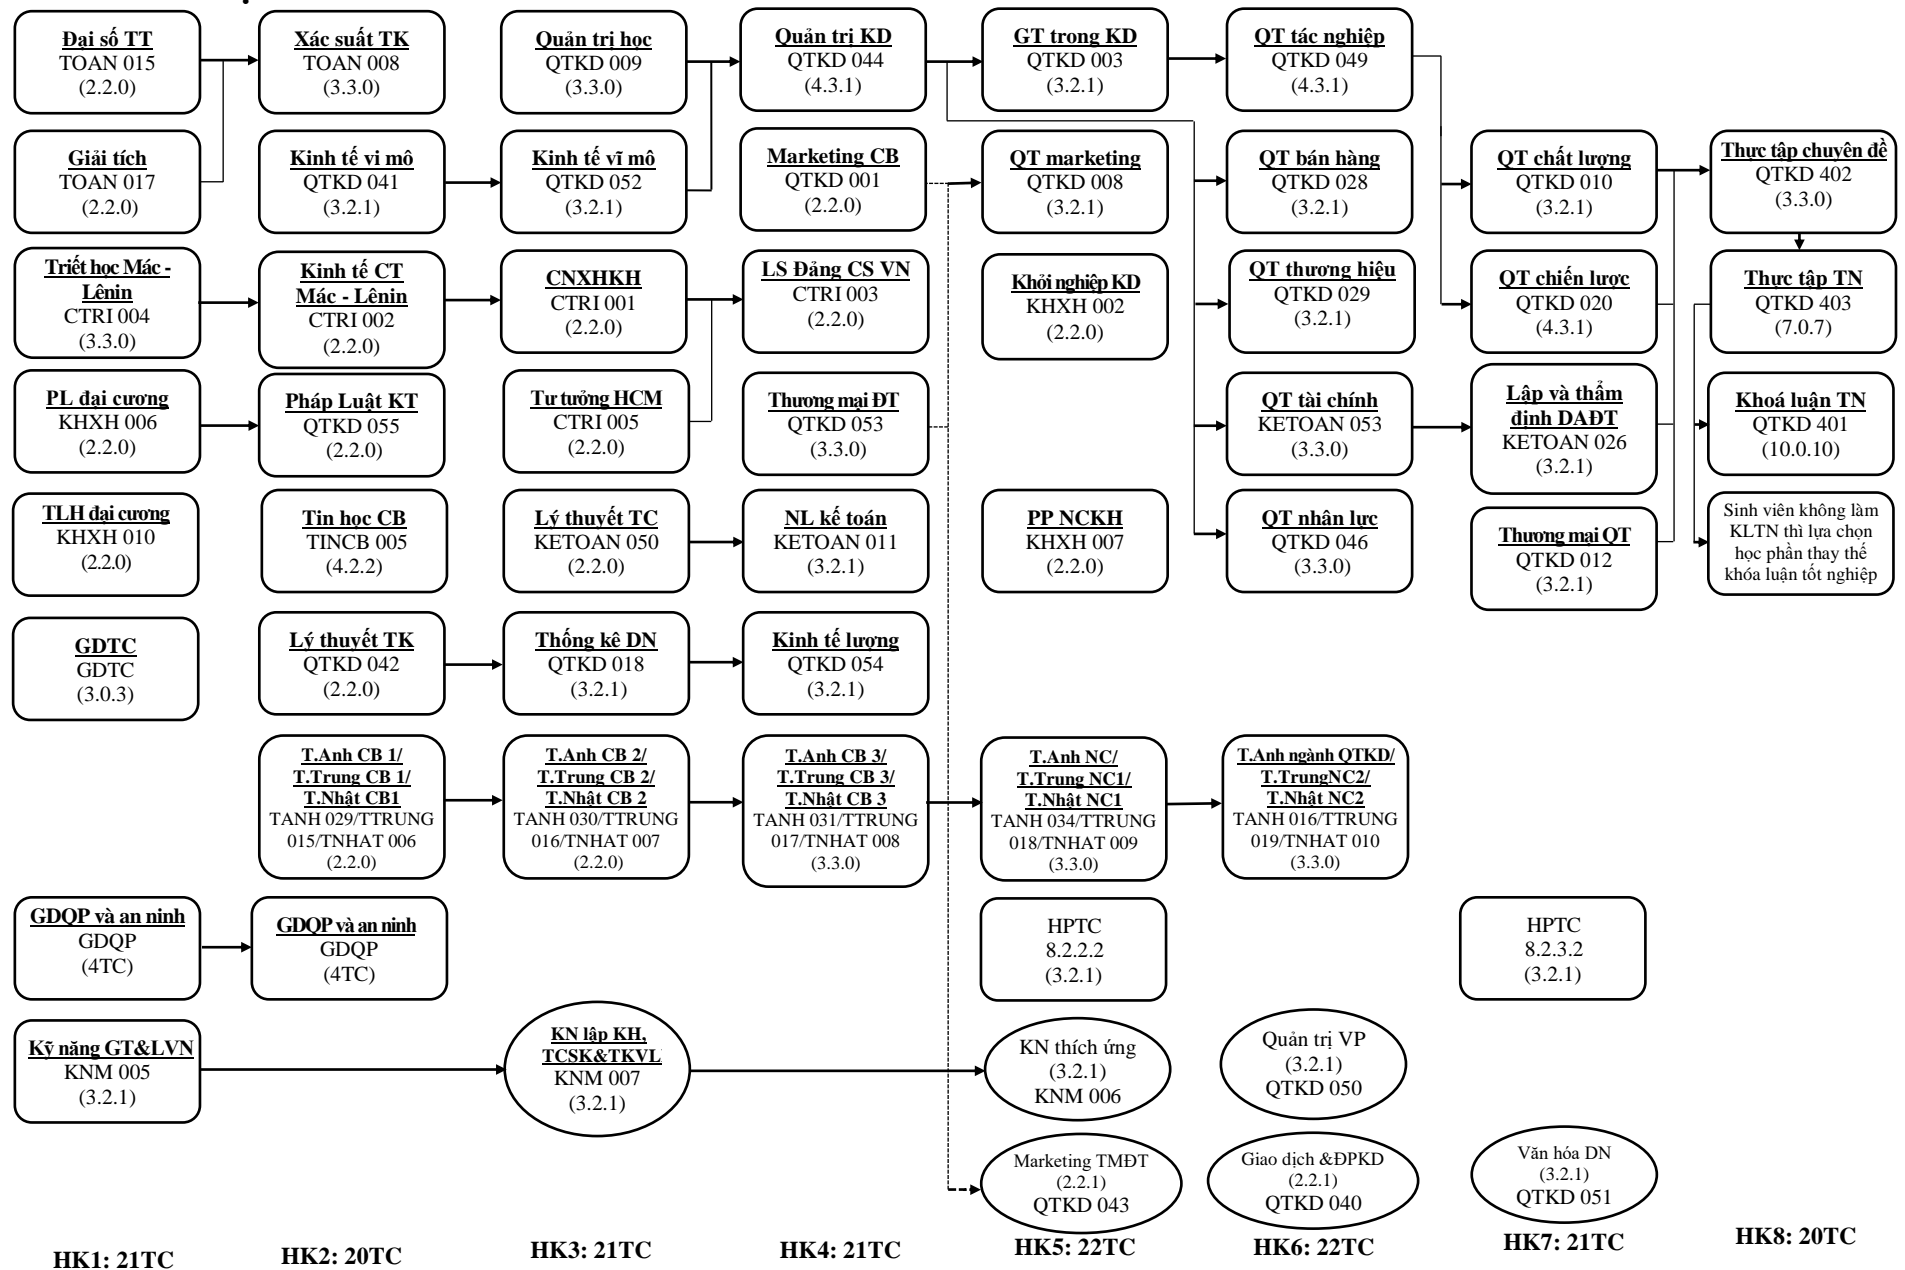 Đại số TT
TOAN 015
(2.2.0)
Giải tích
TOAN 017
(2.2.0)
Triết học Mác -
Lênin
CTRI 004
(3.3.0)
PL đại cương
KHXH 006
(2.2.0)
TLH đại cương
KHXH 010
(2.2.0)
GDTC
GDTC
(3.0.3)
GDQP và an ninh
GDQP
(4TC)
Kỹ năng GT&LVN
KNM 005
(3.2.1)
HK1: 21TC
Xác suất TK
TOAN 008
(3.3.0)
Kinh tế vi mô
QTKD 041
(3.2.1)
Kinh tế CT
Mác - Lênin
CTRI 002
(2.2.0)
Pháp Luật KT
QTKD 055
(2.2.0)
Tin học CB
TINCB 005
(4.2.2)
Lý thuyết TK
QTKD 042
(2.2.0)
T.Anh CB 1/
T.Trung CB 1/
T.Nhật CB1
TANH 029/TTRUNG
015/TNHAT 006
(2.2.0)
GDQP và an ninh
GDQP
(4TC)
HK2: 20TC
Quản trị học
QTKD 009
(3.3.0)
Kinh tế vĩ mô
QTKD 052
(3.2.1)
CNXHKH
CTRI 001
(2.2.0)
Tư tưởng HCM
CTRI 005
(2.2.0)
Lý thuyết TC
KETOAN 050
(2.2.0)
Thống kê DN
QTKD 018
(3.2.1)
T.Anh CB 2/
T.Trung CB 2/
T.Nhật CB 2
TANH 030/TTRUNG
016/TNHAT 007
(2.2.0)
KN lập KH,
TCSK&TKVL
KNM 007
(3.2.1)
HK3: 21TC
Quản trị KD
QTKD 044
(4.3.1)
Marketing CB
QTKD 001
(2.2.0)
LS Đảng CS VN
CTRI 003
(2.2.0)
Thương mại ĐT
QTKD 053
(3.3.0)
NL kế toán
KETOAN 011
(3.2.1)
Kinh tế lượng
QTKD 054
(3.2.1)
T.Anh CB 3/
T.Trung CB 3/
T.Nhật CB 3
TANH 031/TTRUNG
017/TNHAT 008
(3.3.0)
HK4: 21TC
GT trong KD
QTKD 003
(3.2.1)
QT marketing
QTKD 008
(3.2.1)
Khởi nghiệp KD
KHXH 002
(2.2.0)
PP NCKH
KHXH 007
(2.2.0)
T.Anh NC/
T.Trung NC1/
T.Nhật NC1
TANH 034/TTRUNG
018/TNHAT 009
(3.3.0)
HPTC
8.2.2.2
(3.2.1)
KN thích ứng
(3.2.1)
KNM 006
Marketing TMĐT
(2.2.1)
QTKD 043
HK5: 22TC
QT tác nghiệp
QTKD 049
(4.3.1)
QT bán hàng
QTKD 028
(3.2.1)
QT thương hiệu
QTKD 029
(3.2.1)
QT tài chính
KETOAN 053
(3.3.0)
QT nhân lực
QTKD 046
(3.3.0)
T.Anh ngành QTKD/
T.TrungNC2/
T.Nhật NC2
TANH 016/TTRUNG
019/TNHAT 010
(3.3.0)
Quản trị VP
(3.2.1)
QTKD 050
Giao dịch &ĐPKD
(2.2.1)
QTKD 040
HK6: 22TC
QT chất lượng
QTKD 010
(3.2.1)
QT chiến lược
QTKD 020
(4.3.1)
Lập và thẩm
định DAĐT
KETOAN 026
(3.2.1)
Thương mại QT
QTKD 012
(3.2.1)
HPTC
8.2.3.2
(3.2.1)
Văn hóa DN
(3.2.1)
QTKD 051
HK7: 21TC
Thực tập chuyên đề
QTKD 402
(3.3.0)
Thực tập TN
QTKD 403
(7.0.7)
Khoá luận TN
QTKD 401
(10.0.10)
Sinh viên không làm
KLTN thì lựa chọn
học phần thay thế
khóa luận tốt nghiệp
HK8: 20TC